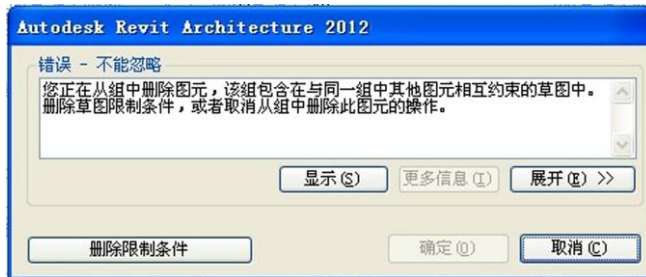 Autodesk Revit Architecture 2012
错误 - 不能忽略
您正在从组中删除图元，该组包含在与同一组中其他图元相互约束的草图中。
删除草图限制条件，或者取消从组中删除此图元的操作。
显示(S) 更多信息(I) 展开(E) >>
删除限制条件 确定(O) 取消(C)